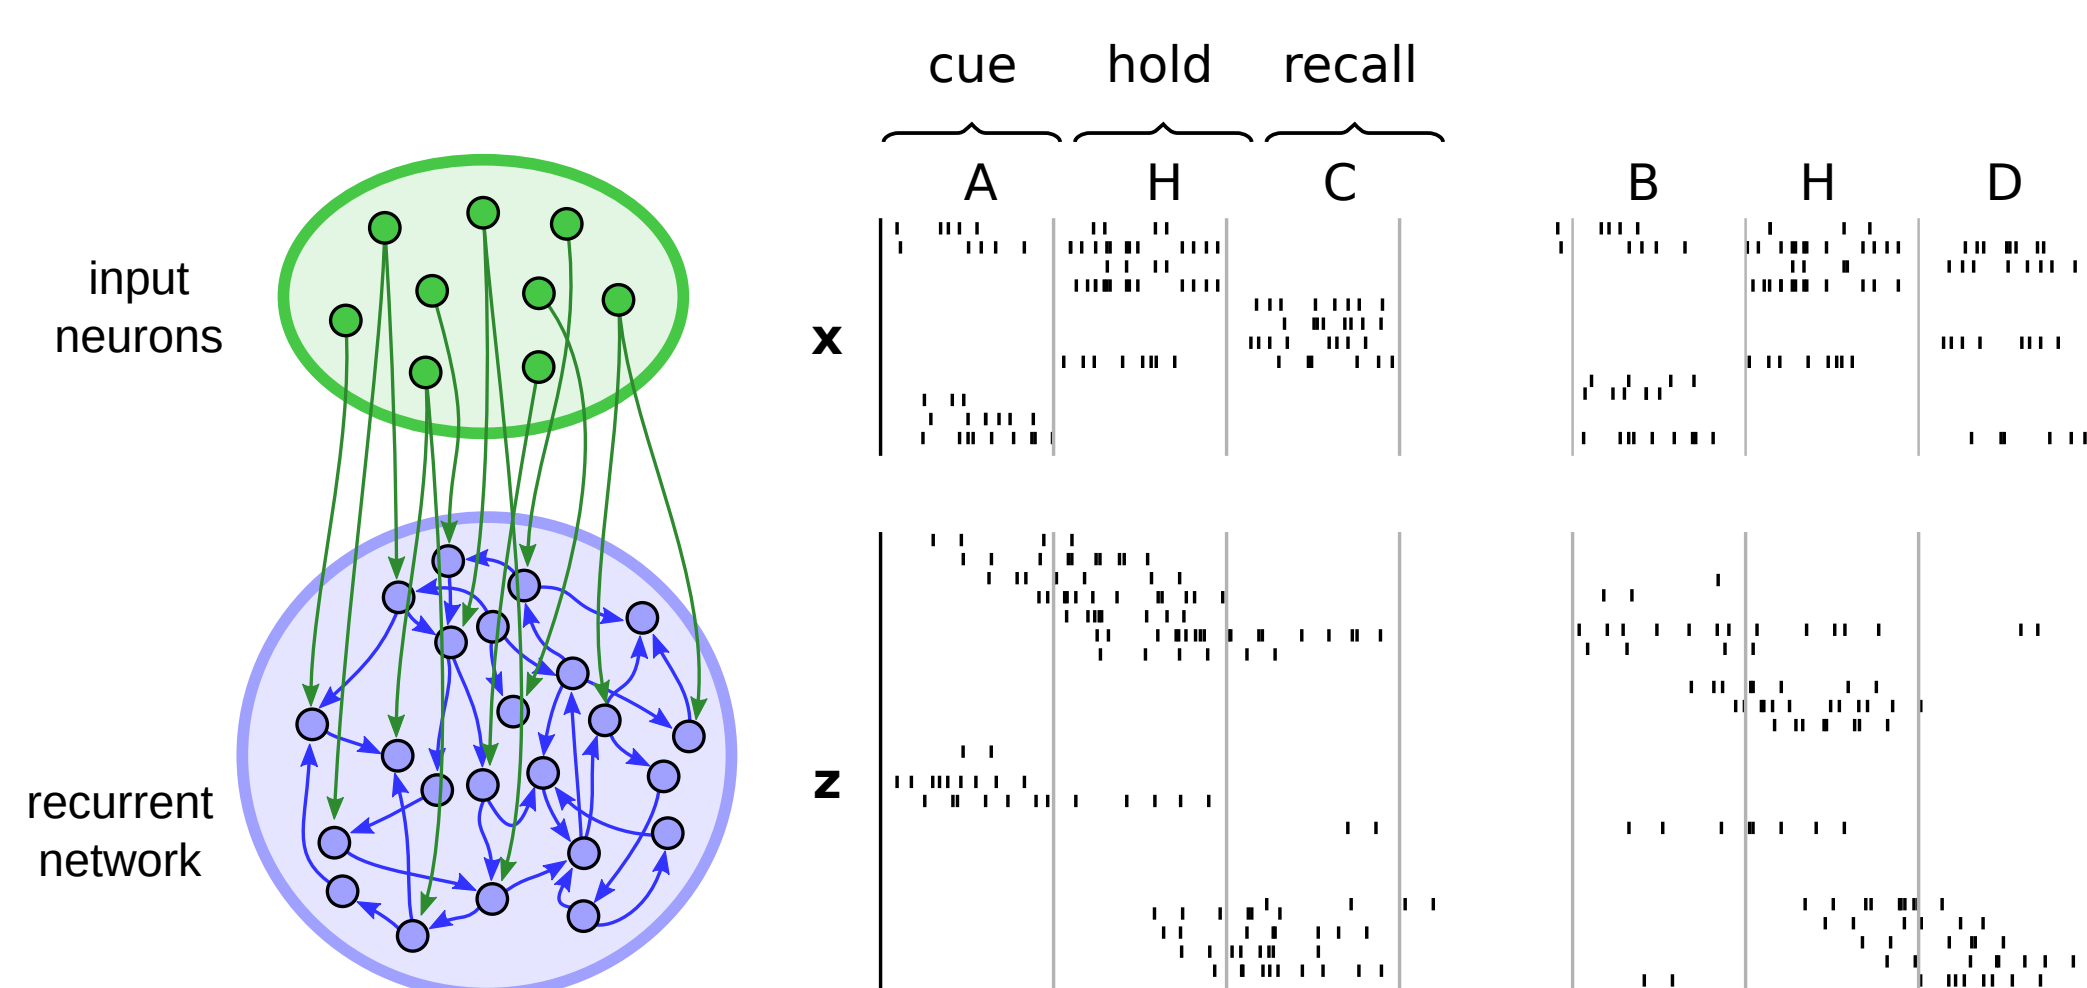 cue hold recall
A H C B H D
input
neurons
x
recurrent
network
z